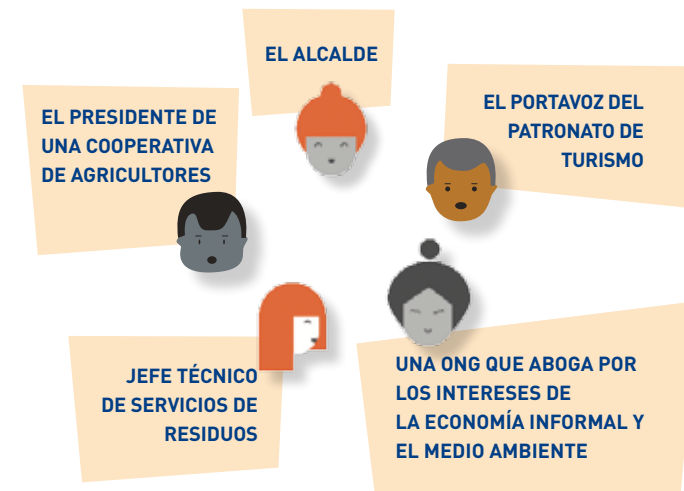 EL ALCALDE
EL PRESIDENTE DE
UNA COOPERATIVA
DE AGRICULTORES
EL PORTAVOZ DEL
PATRONATO DE
TURISMO
JEFE TÉCNICO
DE SERVICIOS DE
RESIDUOS
UNA ONG QUE ABOGA POR
LOS INTERESES DE
LA ECONOMÍA INFORMAL Y
EL MEDIO AMBIENTE